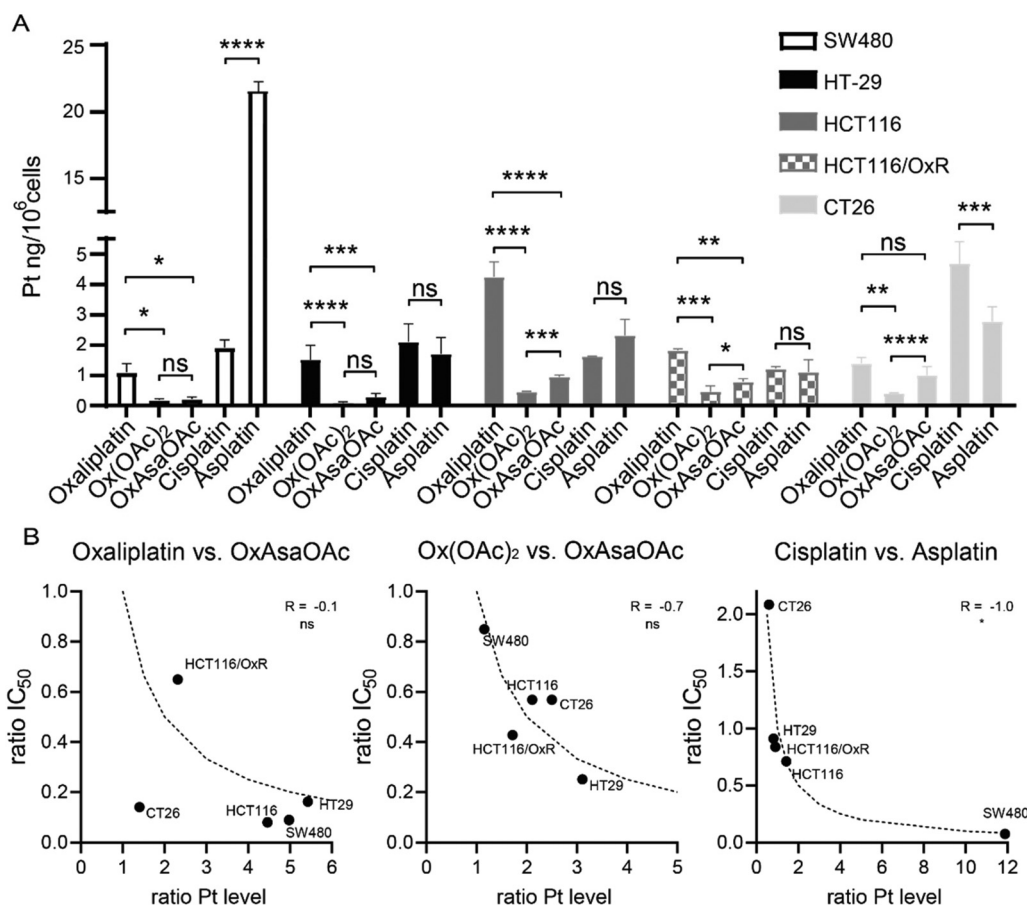 A
Pt ng/10⁶cells
25
20
15
5
4
3
2
1
0
SW480
HT-29
HCT116
HCT116/OxR
CT26
****
*
*
ns
***
****
ns
ns
****
****
***
ns
**
***
*
ns
ns
**
****
***
Oxaliplatin
Ox(OAc)₂
OxAsaOAc
Cisplatin
Asplatin
Oxaliplatin
Ox(OAc)₂
OxAsaOAc
Cisplatin
Asplatin
Oxaliplatin
Ox(OAc)₂
OxAsaOAc
Cisplatin
Asplatin
Oxaliplatin
Ox(OAc)₂
OxAsaOAc
Cisplatin
Asplatin
Oxaliplatin
Ox(OAc)₂
OxAsaOAc
Cisplatin
Asplatin
B
Oxaliplatin vs. OxAsaOAc
ratio IC₅₀
1.0
0.8
0.6
0.4
0.2
0.0
R = -0.1
ns
HCT116/OxR
CT26
HCT116
SW480
HT29
0 1 2 3 4 5 6
ratio Pt level
Ox(OAc)₂ vs. OxAsaOAc
ratio IC₅₀
1.0
0.8
0.6
0.4
0.2
0.0
R = -0.7
ns
SW480
HCT116
CT26
HCT116/OxR
HT29
0 1 2 3 4 5
ratio Pt level
Cisplatin vs. Asplatin
ratio IC₅₀
2.0
1.5
1.0
0.5
0.0
R = -1.0
*
CT26
HT29
HCT116/OxR
HCT116
SW480
0 2 4 6 8 10 12
ratio Pt level